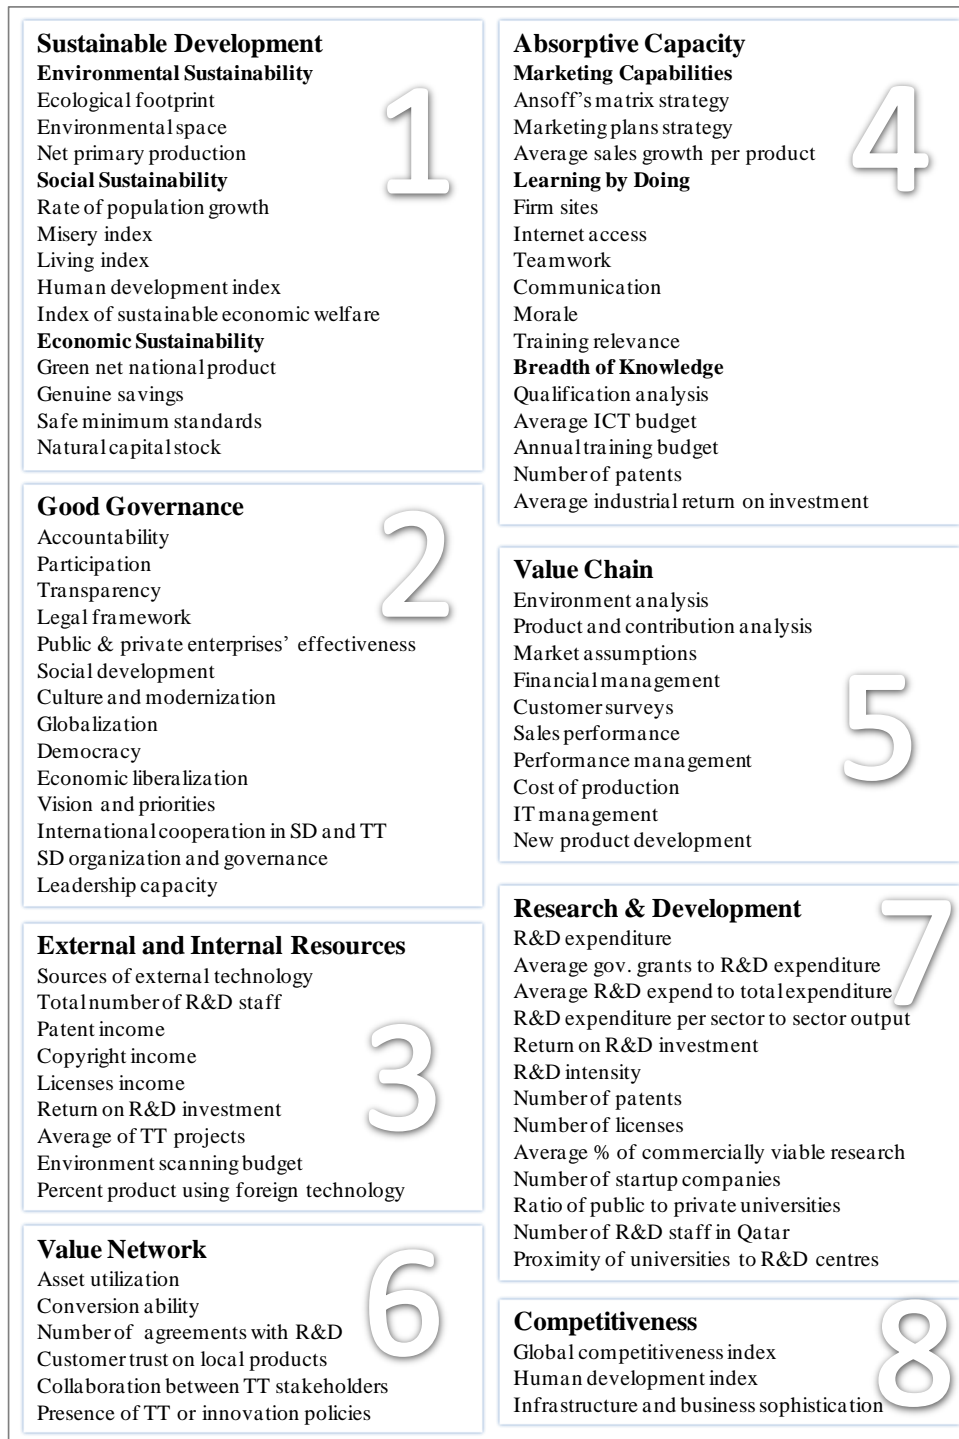 Sustainable Development
Environmental Sustainability
Ecological footprint
Environmental space
Net primary production
Social Sustainability
Rate of population growth
Misery index
Living index
Human development index
Index of sustainable economic welfare
Economic Sustainability
Green net national product
Genuine savings
Safe minimum standards
Natural capital stock
1
Good Governance
Accountability
Participation
Transparency
Legal framework
Public & private enterprises’ effectiveness
Social development
Culture and modernization
Globalization
Democracy
Economic liberalization
Vision and priorities
International cooperation in SD and TT
SD organization and governance
Leadership capacity
2
External and Internal Resources
Sources of external technology
Total number of R&D staff
Patent income
Copyright income
Licenses income
Return on R&D investment
Average of TT projects
Environment scanning budget
Percent product using foreign technology
3
Absorptive Capacity
Marketing Capabilities
Ansoff’s matrix strategy
Marketing plans strategy
Average sales growth per product
Learning by Doing
Firm sites
Internet access
Teamwork
Communication
Morale
Training relevance
Breadth of Knowledge
Qualification analysis
Average ICT budget
Annual training budget
Number of patents
Average industrial return on investment
4
Value Chain
Environment analysis
Product and contribution analysis
Market assumptions
Financial management
Customer surveys
Sales performance
Performance management
Cost of production
IT management
New product development
5
Value Network
Asset utilization
Conversion ability
Number of agreements with R&D
Customer trust on local products
Collaboration between TT stakeholders
Presence of TT or innovation policies
6
Research & Development
R&D expenditure
Average gov. grants to R&D expenditure
Average R&D expend to total expenditure
R&D expenditure per sector to sector output
Return on R&D investment
R&D intensity
Number of patents
Number of licenses
Average % of commercially viable research
Number of startup companies
Ratio of public to private universities
Number of R&D staff in Qatar
Proximity of universities to R&D centres
7
Competitiveness
Global competitiveness index
Human development index
Infrastructure and business sophistication
8